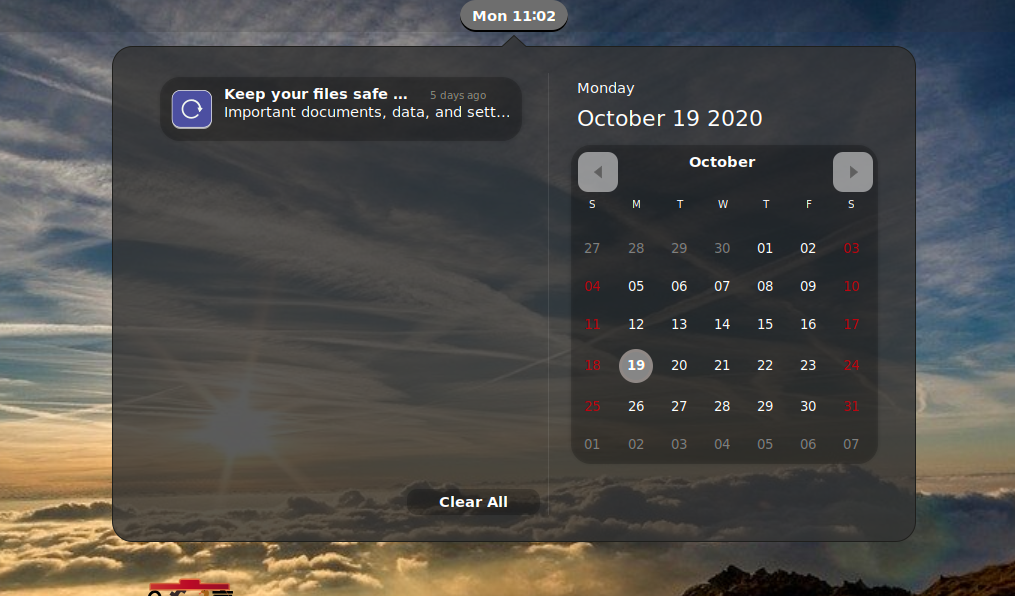 Mon 11:02
Keep your files safe ... 5 days ago
Important documents, data, and sett...
Clear All
Monday
October 19 2020
October
S M T W T F S
27 28 29 30 01 02 03
04 05 06 07 08 09 10
11 12 13 14 15 16 17
18 19 20 21 22 23 24
25 26 27 28 29 30 31
01 02 03 04 05 06 07